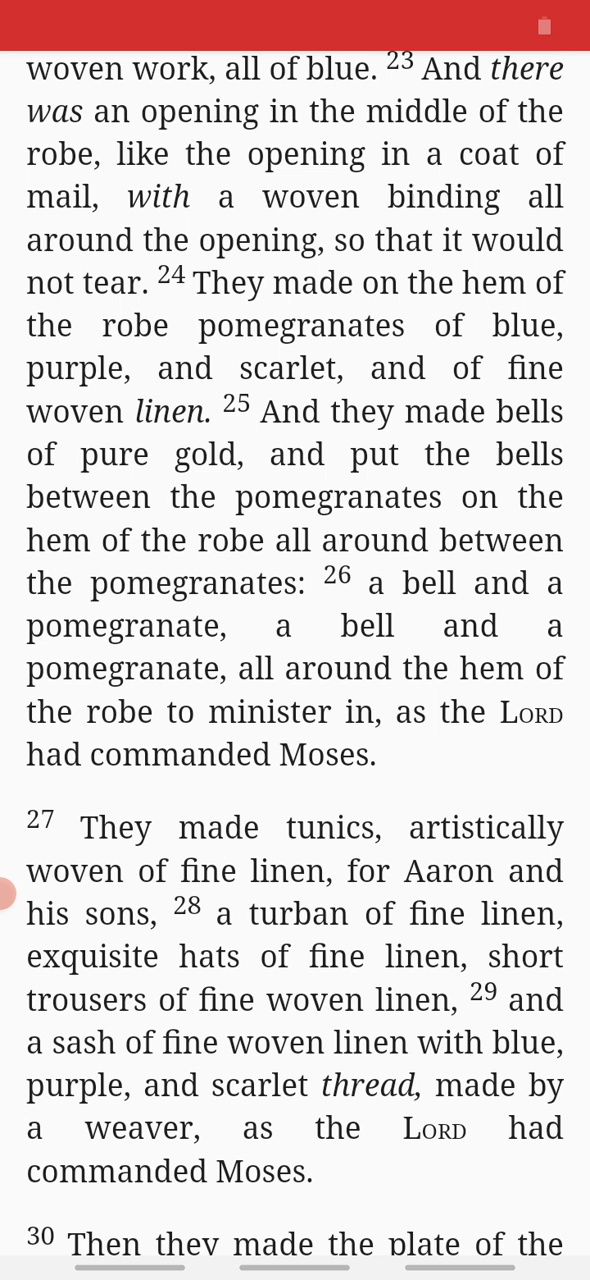 woven work, all of blue. 23 And there
was an opening in the middle of the
robe, like the opening in a coat of
mail, with a woven binding all
around the opening, so that it would
not tear. 24 They made on the hem of
the robe pomegranates of blue,
purple, and scarlet, and of fine
woven linen. 25 And they made bells
of pure gold, and put the bells
between the pomegranates on the
hem of the robe all around between
the pomegranates: 26 a bell and a
pomegranate, a bell and a
pomegranate, all around the hem of
the robe to minister in, as the LORD
had commanded Moses.
27 They made tunics, artistically
woven of fine linen, for Aaron and
his sons, 28 a turban of fine linen,
exquisite hats of fine linen, short
trousers of fine woven linen, 29 and
a sash of fine woven linen with blue,
purple, and scarlet thread, made by
a weaver, as the LORD had
commanded Moses.
30 Then they made the plate of the